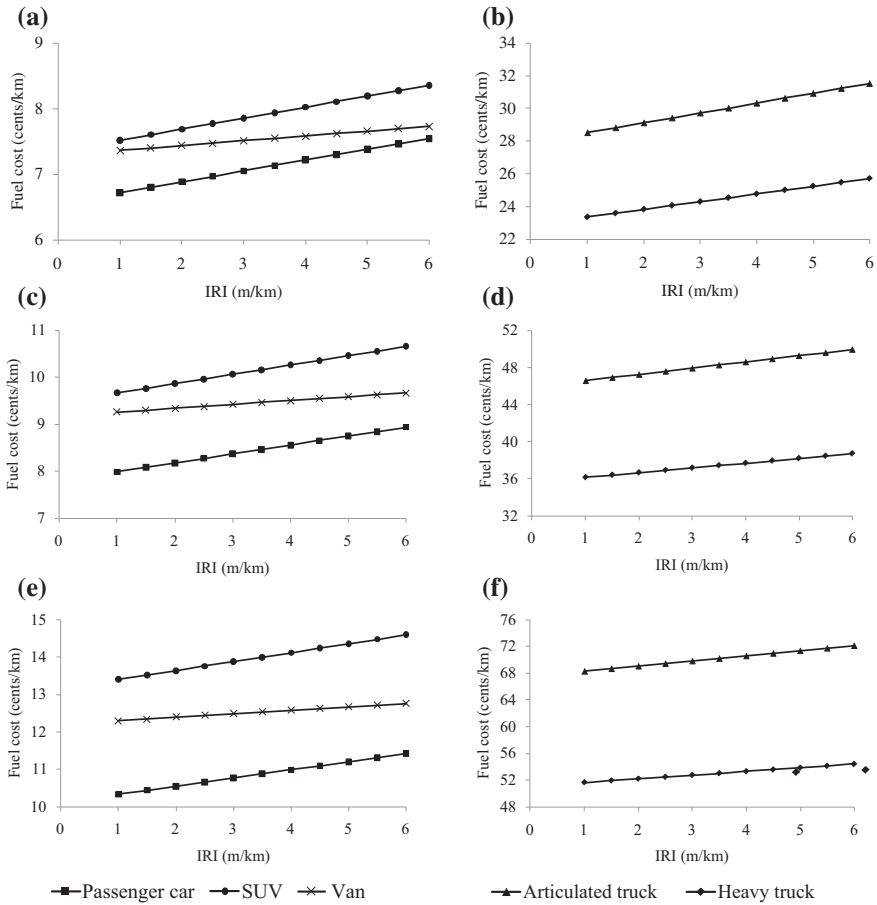 (a)
9
8
7
6
Fuel cost (cents/km)
0 1 2 3 4 5 6
IRI (m/km)
(b)
34
32
30
28
26
24
22
Fuel cost (cents/km)
0 1 2 3 4 5 6
IRI (m/km)
(c)
11
10
9
8
7
Fuel cost (cents/km)
0 1 2 3 4 5 6
IRI (m/km)
(d)
52
48
44
40
36
32
Fuel cost (cents/km)
0 1 2 3 4 5 6
IRI (m/km)
(e)
15
14
13
12
11
10
Fuel cost (cents/km)
0 1 2 3 4 5 6
IRI (m/km)
(f)
76
72
68
64
60
56
52
48
Fuel cost (cents/km)
0 1 2 3 4 5 6
IRI (m/km)
Passenger car SUV Van
Articulated truck Heavy truck